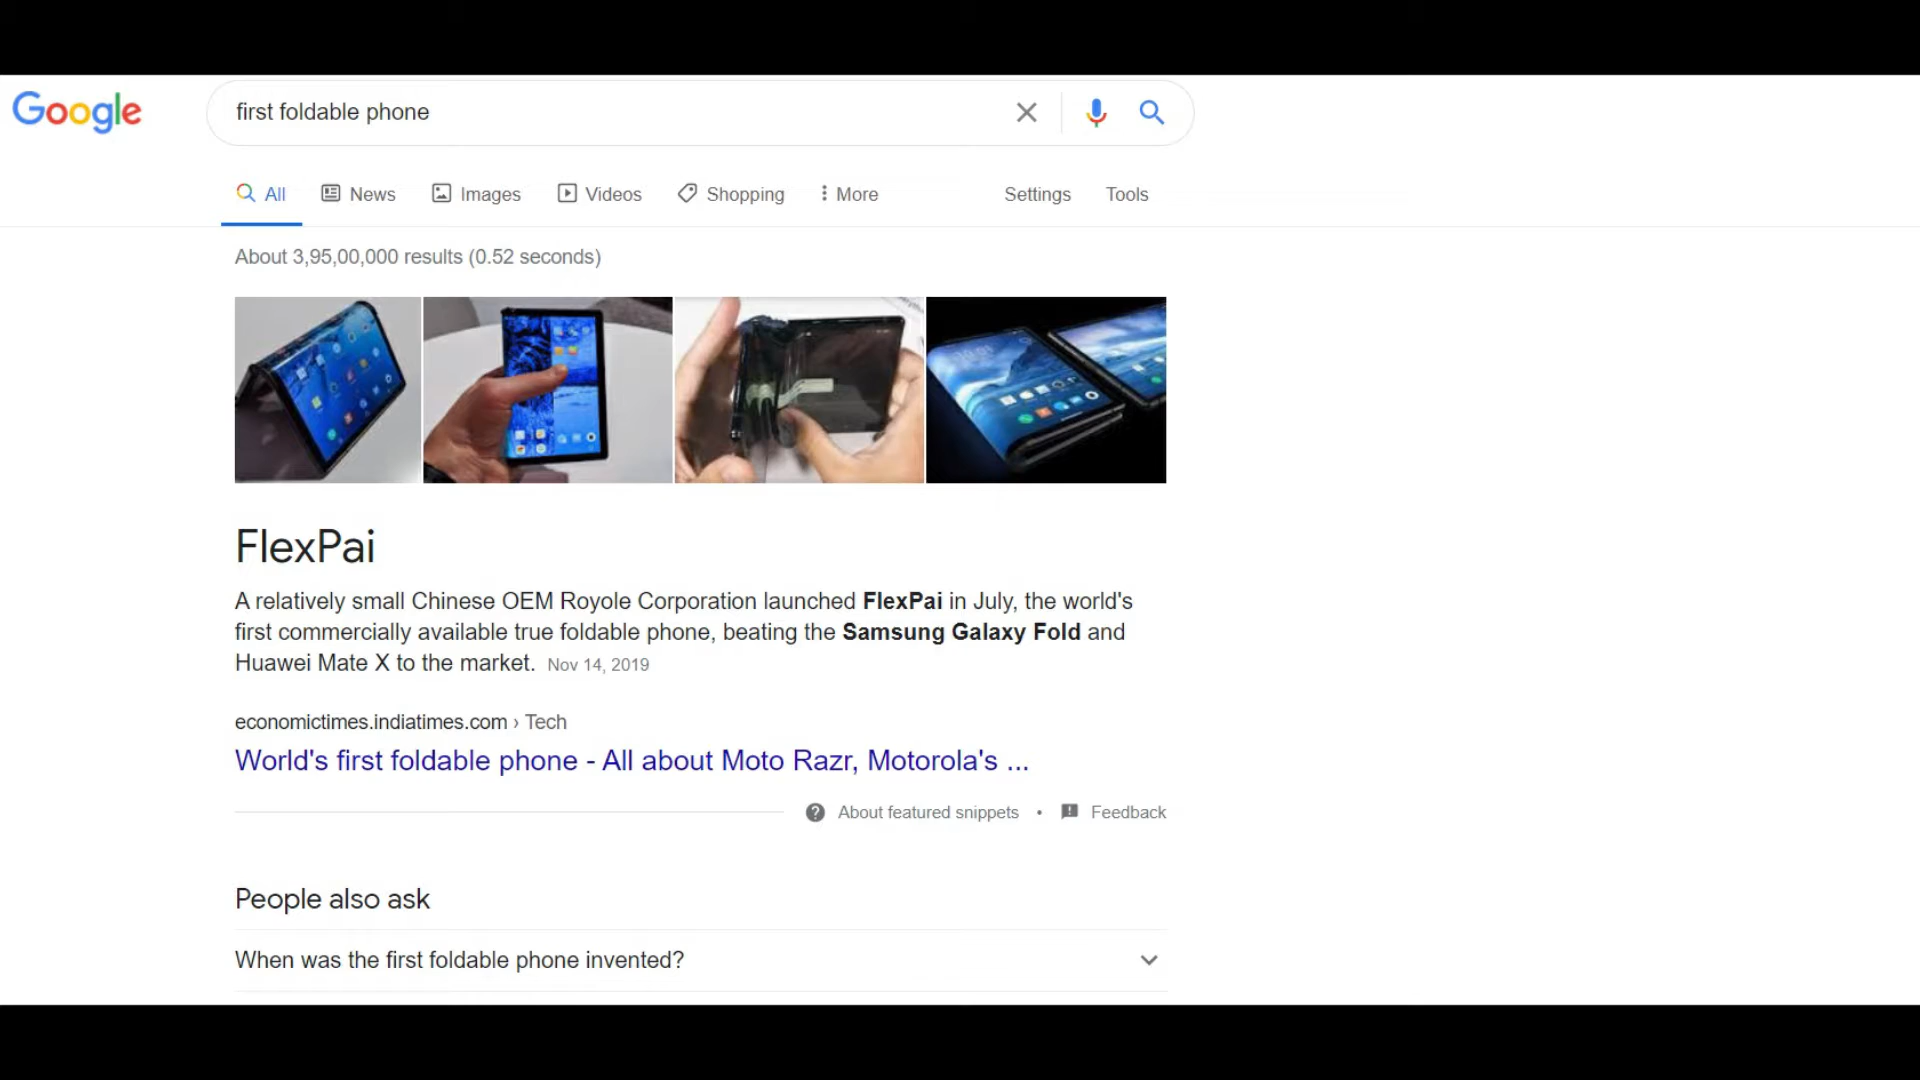 Google
first foldable phone
All
News
Images
Videos
Shopping
More
Settings
Tools
About 3,95,00,000 results (0.52 seconds)
FlexPai
A relatively small Chinese OEM Royole Corporation launched FlexPai in July, the world's
first commercially available true foldable phone, beating the Samsung Galaxy Fold and
Huawei Mate X to the market. Nov 14, 2019
economictimes.indiatimes.com › Tech
World's first foldable phone - All about Moto Razr, Motorola's ...
About featured snippets • Feedback
People also ask
When was the first foldable phone invented?